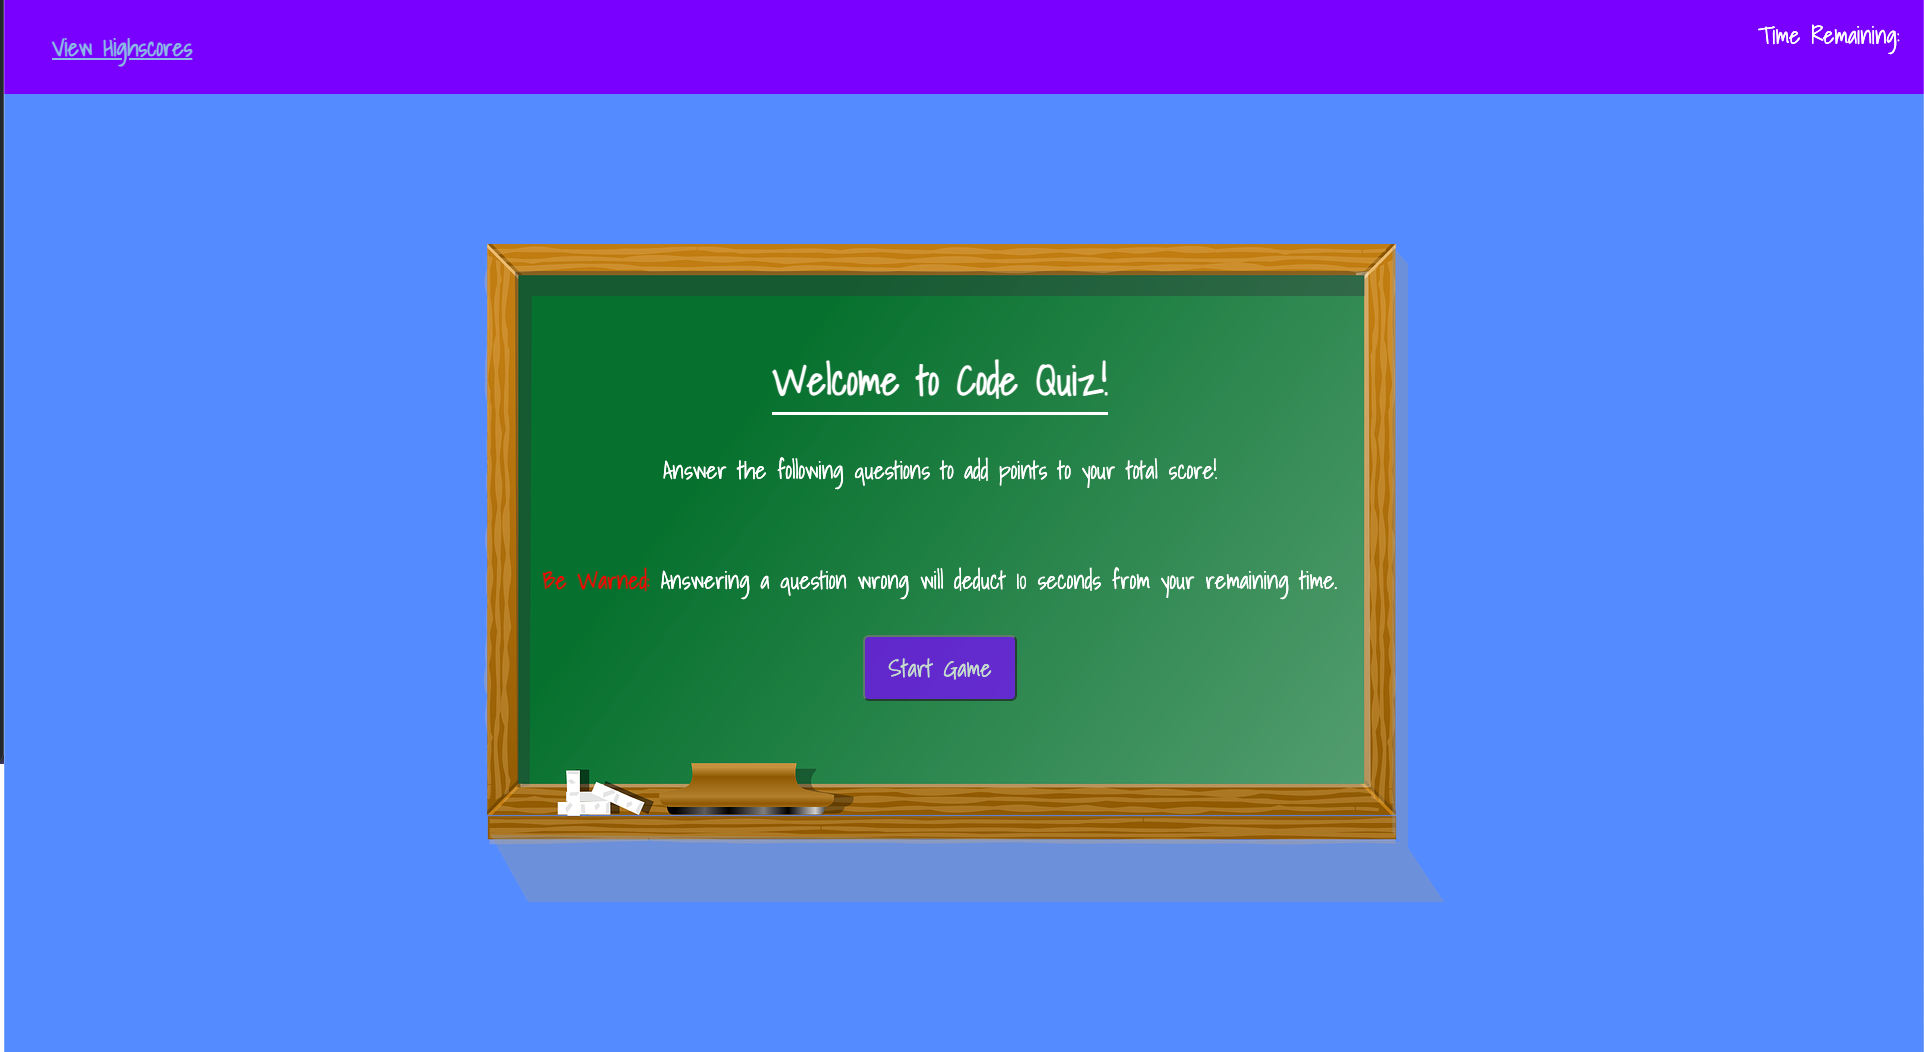 View Highscores
Time Remaining:
Welcome to Code Quiz!
Answer the following questions to add points to your total score!
Be Warned: Answering a question wrong will deduct 10 seconds from your remaining time.
Start Game